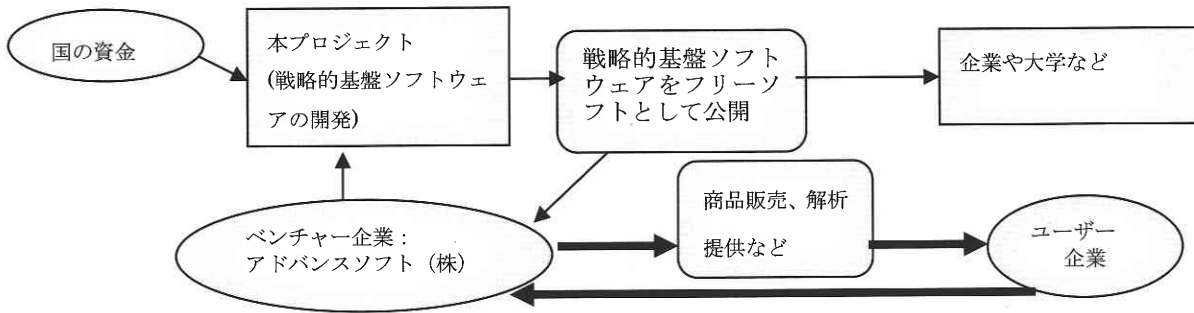 国の資金
本プロジェクト
(戦略的基盤ソフトウェ
アの開発)
戦略的基盤ソフト
ウェアをフリーソ
フトとして公開
企業や大学など
ベンチャー企業：
アドバンスソフト（株）
商品販売、解析
提供など
ユーザー
企業